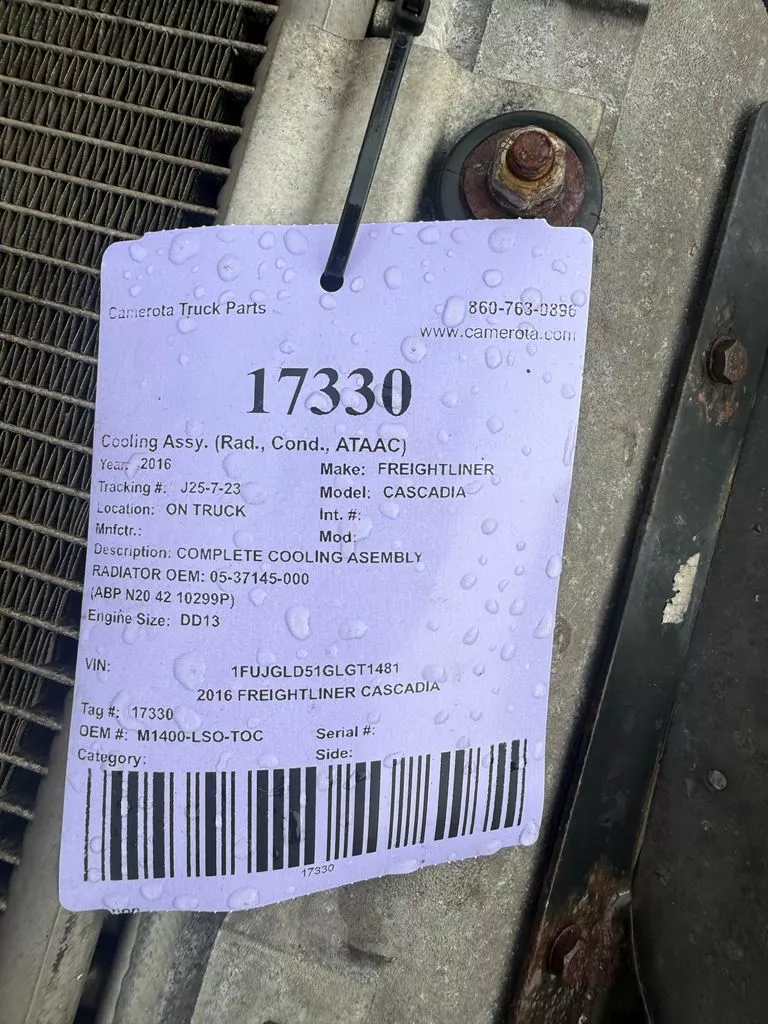 Camerota Truck Parts 860-763-0896
www.camerota.com
17330
Cooling Assy. (Rad., Cond., ATAAC)
Year: 2016 Make: FREIGHTLINER
Tracking #: J25-7-23 Model: CASCADIA
Location: ON TRUCK Int. #:
Mnfctr.: Mod:
Description: COMPLETE COOLING ASEMBLY
RADIATOR OEM: 05-37145-000
(ABP N20 42 10299P)
Engine Size: DD13
VIN: 1FUJGLD51GLGT1481
2016 FREIGHTLINER CASCADIA
Tag #: 17330
OEM #: M1400-LSO-TOC Serial #:
Category: Side:
17330